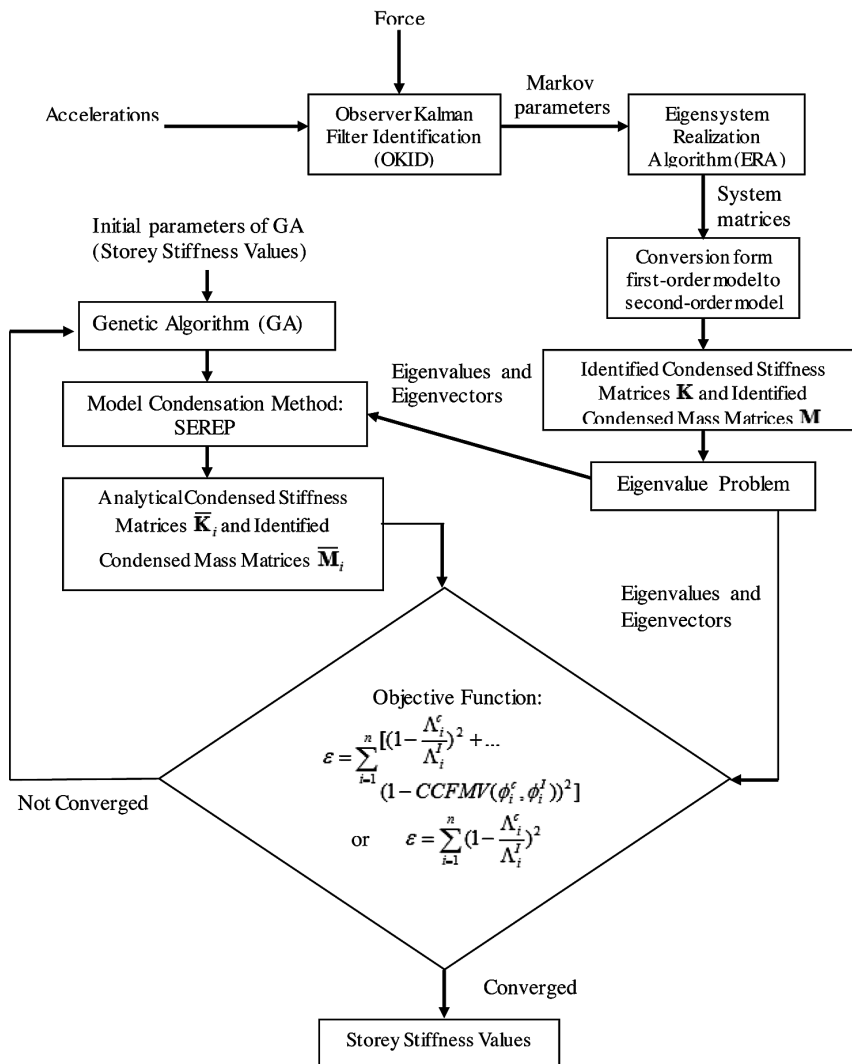 Force
Accelerations
Observer Kalman
Filter Identification
(OKID)
Markov
parameters
Eigensystem
Realization
Algorithm (ERA)
System
matrices
Conversion form
first-order model to
second-order model
Identified Condensed Stiffness
Matrices K and Identified
Condensed Mass Matrices M
Eigenvalue Problem
Initial parameters of GA
(Storey Stiffness Values)
Genetic Algorithm (GA)
Model Condensation Method:
SEREP
Eigenvalues and
Eigenvectors
Analytical Condensed Stiffness
Matrices K̅ᵢ and Identified
Condensed Mass Matrices M̅ᵢ
Eigenvalues and
Eigenvectors
Objective Function:
ε = ∑_{i=1}^{n} [(1 - Λ_i^c / Λ_i^I)^2 + ...
(1 - CCFMV(ϕ_i^c, ϕ_i^I))^2]
or ε = ∑_{i=1}^{n} (1 - Λ_i^c / Λ_i^I)^2
Not Converged
Converged
Storey Stiffness Values